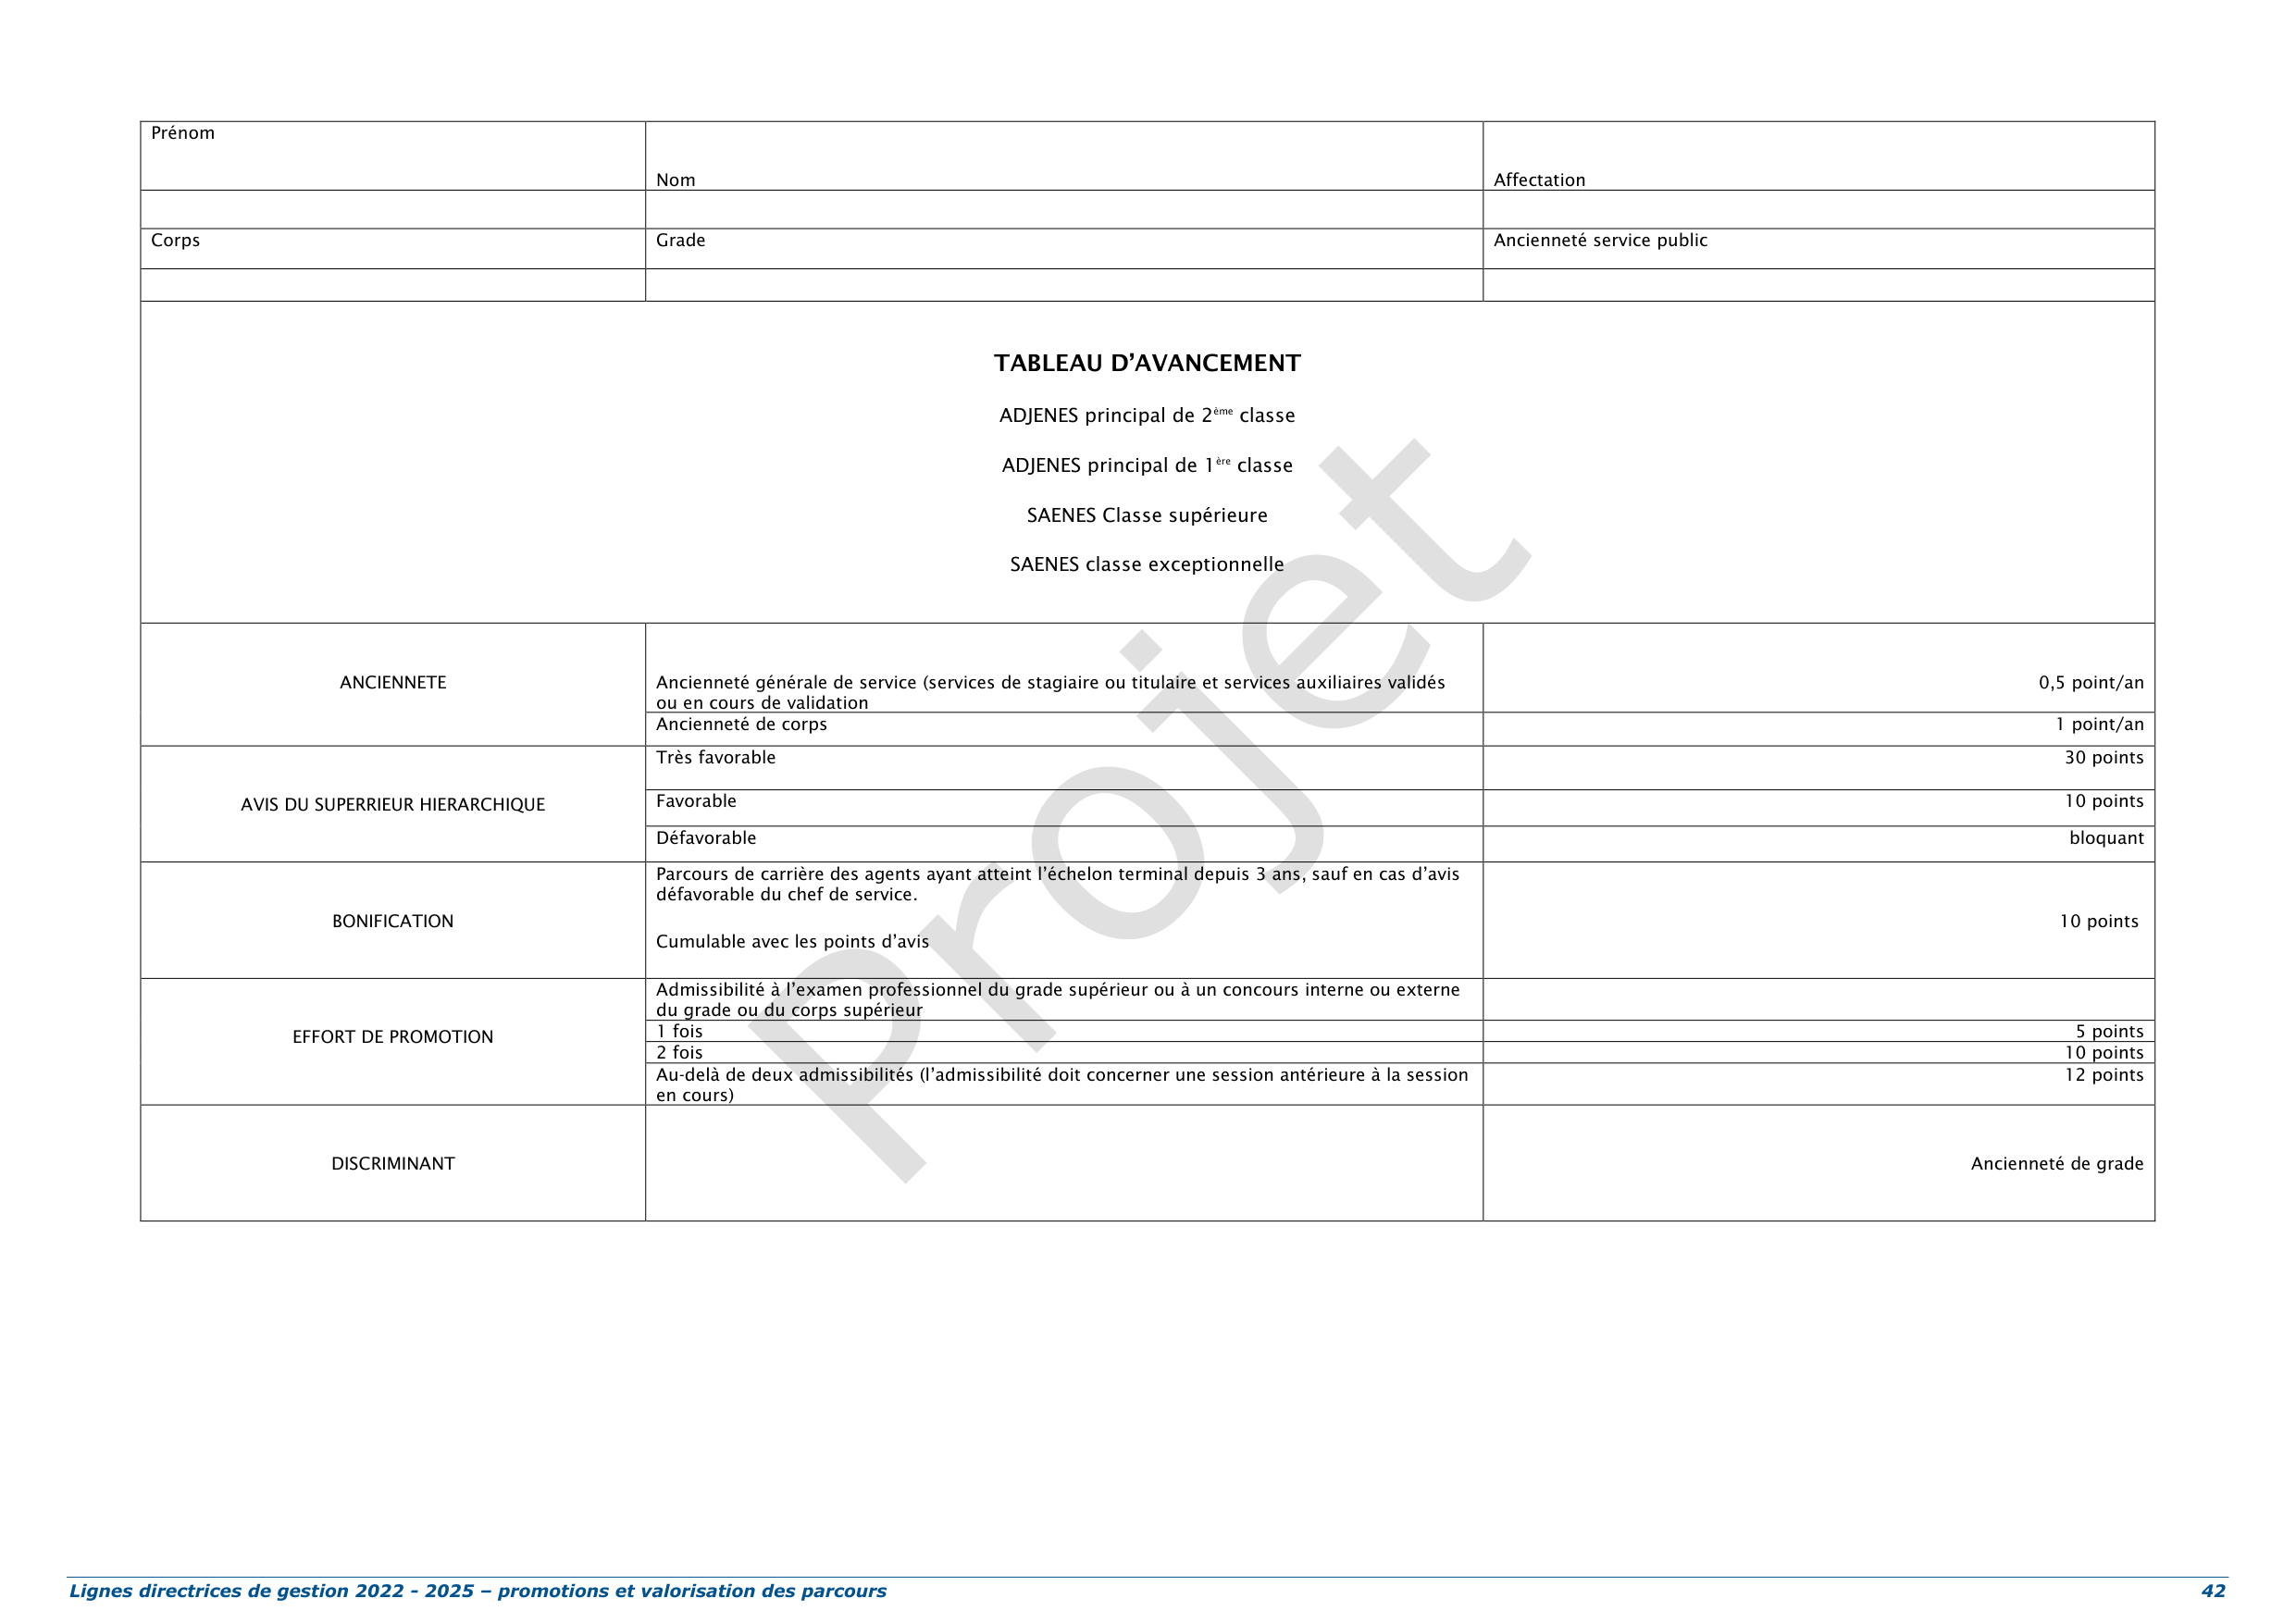 Prénom
Nom
Affectation
Corps
Grade
Ancienneté service public
TABLEAU D’AVANCEMENT
ADJENES principal de 2ème classe
ADJENES principal de 1ère classe
SAENES Classe supérieure
SAENES classe exceptionnelle
ANCIENNETE
Ancienneté générale de service (services de stagiaire ou titulaire et services auxiliaires validés
ou en cours de validation
0,5 point/an
Ancienneté de corps
1 point/an
AVIS DU SUPERRIEUR HIERARCHIQUE
Très favorable
30 points
Favorable
10 points
Défavorable
bloquant
BONIFICATION
Parcours de carrière des agents ayant atteint l’échelon terminal depuis 3 ans, sauf en cas d’avis
défavorable du chef de service.
Cumulable avec les points d’avis
10 points
EFFORT DE PROMOTION
Admissibilité à l’examen professionnel du grade supérieur ou à un concours interne ou externe
du grade ou du corps supérieur
1 fois
5 points
2 fois
10 points
Au-delà de deux admissibilités (l’admissibilité doit concerner une session antérieure à la session
en cours)
12 points
DISCRIMINANT
Ancienneté de grade
Projet
Lignes directrices de gestion 2022 - 2025 – promotions et valorisation des parcours
42